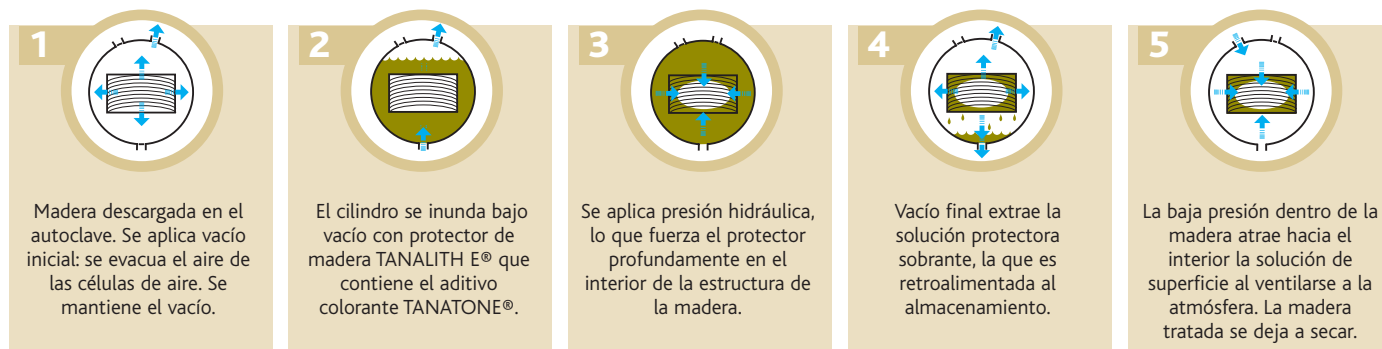 1
Madera descargada en el
autoclave. Se aplica vacío
inicial: se evacua el aire de
las células de aire. Se
mantiene el vacío.
2
El cilindro se inunda bajo
vacío con protector de
madera TANALITH E® que
contiene el aditivo
colorante TANATONE®.
3
Se aplica presión hidráulica,
lo que fuerza el protector
profundamente en el
interior de la estructura de
la madera.
4
Vacío final extrae la
solución protectora
sobrante, la que es
retroalimentada al
almacenamiento.
5
La baja presión dentro de la
madera atrae hacia el
interior la solución de
superficie al ventilarse a la
atmósfera. La madera
tratada se deja a secar.